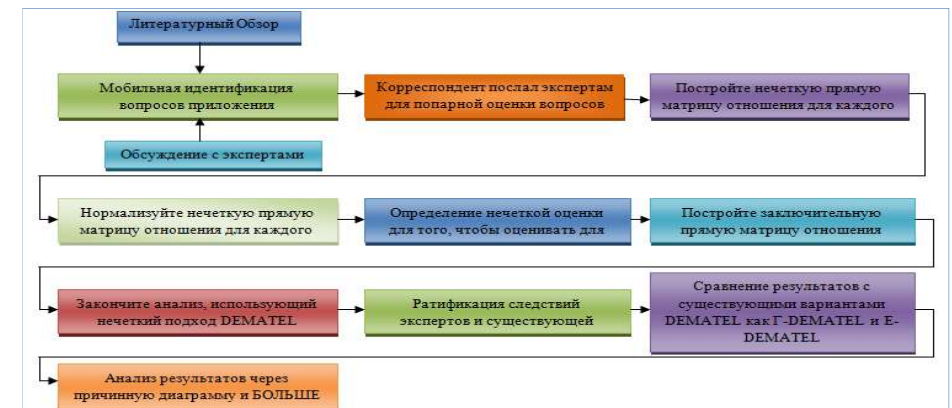 Литературный Обзор
Мобильная идентификация
вопросов приложения
Корреспондент послал экспертам
для попарной оценки вопросов
Постройте нечеткую прямую
матрицу отношения для каждого
Обсуждение с экспертами
Нормализуйте нечеткую прямую
матрицу отношения для каждого
Определение нечеткой оценки
для того, чтобы оценивать для
Постройте заключительную
прямую матрицу отношения
Закончите анализ, использующий
нечеткий подход DEMATEL
Ратификация следствий
экспертов и существующей
Сравнение результатов с
существующими вариантами
DEMATEL как Г-DEMATEL и Е-
DEMATEL
Анализ результатов через
причинную диаграмму и БОЛЬШЕ